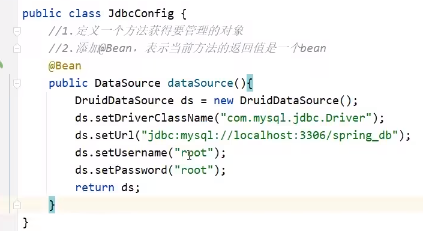 public class JdbcConfig {
//1.定义一个方法获得要管理的对象
//2.添加@Bean，表示当前方法的返回值是一个bean
@Bean
public DataSource dataSource(){
DruidDataSource ds = new DruidDataSource();
ds.setDriverClassName("com.mysql.jdbc.Driver");
ds.setUrl("jdbc:mysql://localhost:3306/spring_db");
ds.setUsername("root");
ds.setPassword("root");
return ds;
}
}